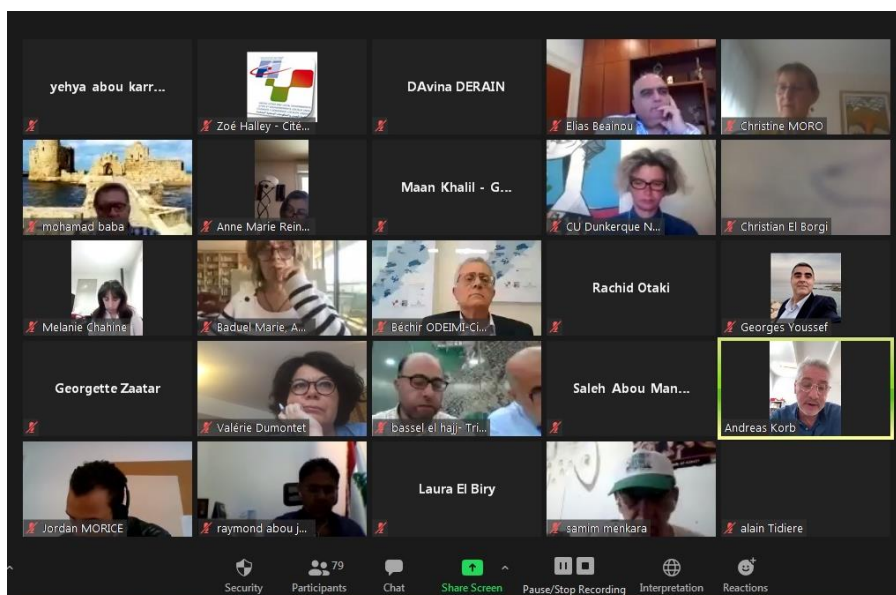 yehya abou karr...
Zoé Halley - Cité...
DAvina DERAIN
Elias Beainou
Christine MORO
mohamad baba
Anne Marie Rein...
Maan Khalil - G...
CU Dunkerque N...
Christian El Borgi
Melanie Chahine
Baduel Marie, A...
Béchir ODEIMI-Ci...
Rachid Otaki
Georges Youssef
Georgette Zaatar
Valérie Dumontet
bassel el hajj- Tri...
Saleh Abou Man...
Andreas Korb
Jordan MORICE
raymond abou j...
Laura El Biry
samim menkara
alain Tidiere
79
Security
Participants
Chat
Share Screen
Pause/Stop Recording
Interpretation
Reactions